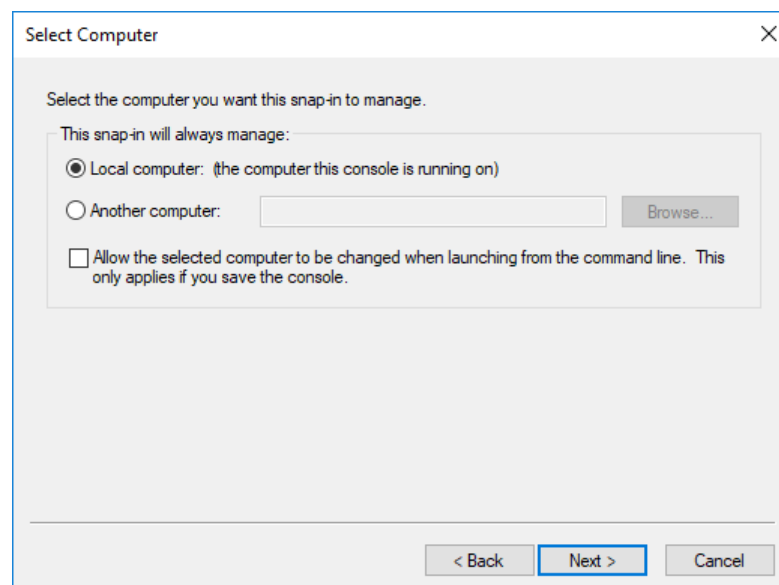 Select Computer
Select the computer you want this snap-in to manage.
This snap-in will always manage:
Local computer: (the computer this console is running on)
Another computer:
Browse...
Allow the selected computer to be changed when launching from the command line. This
only applies if you save the console.
< Back
Next >
Cancel